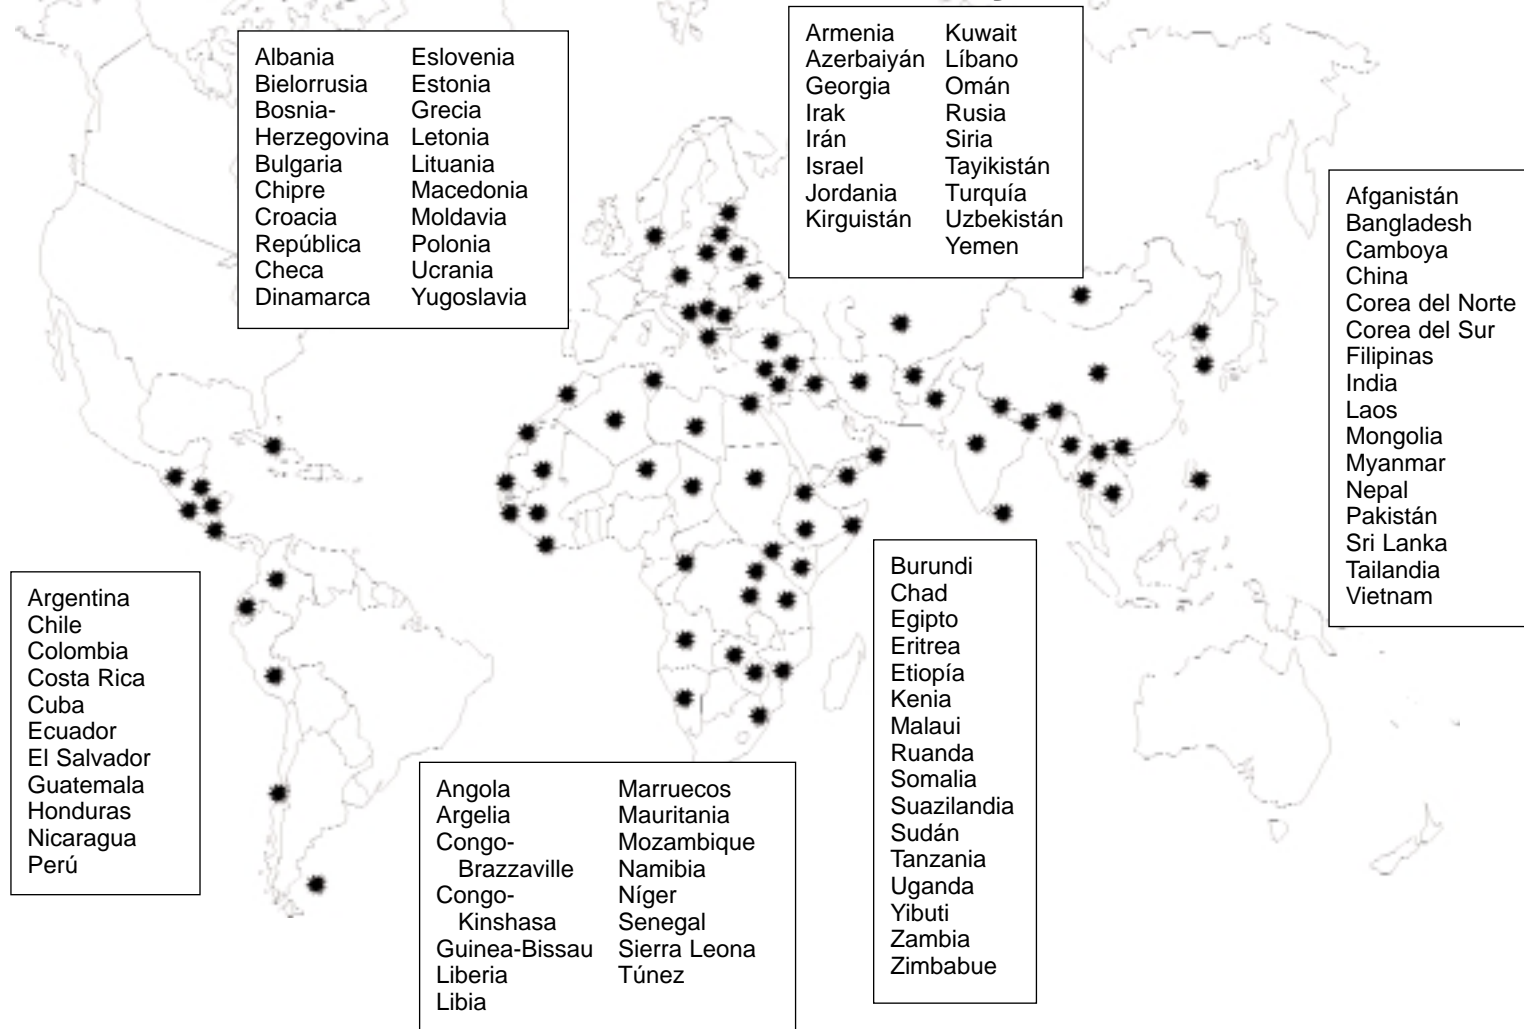 Albania
Bielorrusia
Bosnia-
Herzegovina
Bulgaria
Chipre
Croacia
República
Checa
Dinamarca
Eslovenia
Estonia
Grecia
Letonia
Lituania
Macedonia
Moldavia
Polonia
Ucrania
Yugoslavia
Armenia
Azerbaiyán
Georgia
Irak
Irán
Israel
Jordania
Kirguistán
Kuwait
Líbano
Omán
Rusia
Siria
Tayikistán
Turquía
Uzbekistán
Yemen
Afganistán
Bangladesh
Camboya
China
Corea del Norte
Corea del Sur
Filipinas
India
Laos
Mongolia
Myanmar
Nepal
Pakistán
Sri Lanka
Tailandia
Vietnam
Argentina
Chile
Colombia
Costa Rica
Cuba
Ecuador
El Salvador
Guatemala
Honduras
Nicaragua
Perú
Angola
Argelia
Congo-
Brazzaville
Congo-
Kinshasa
Guinea-Bissau
Liberia
Libia
Marruecos
Mauritania
Mozambique
Namibia
Níger
Senegal
Sierra Leona
Túnez
Burundi
Chad
Egipto
Eritrea
Etiopía
Kenia
Malaui
Ruanda
Somalia
Suazilandia
Sudán
Tanzania
Uganda
Yibuti
Zambia
Zimbabue